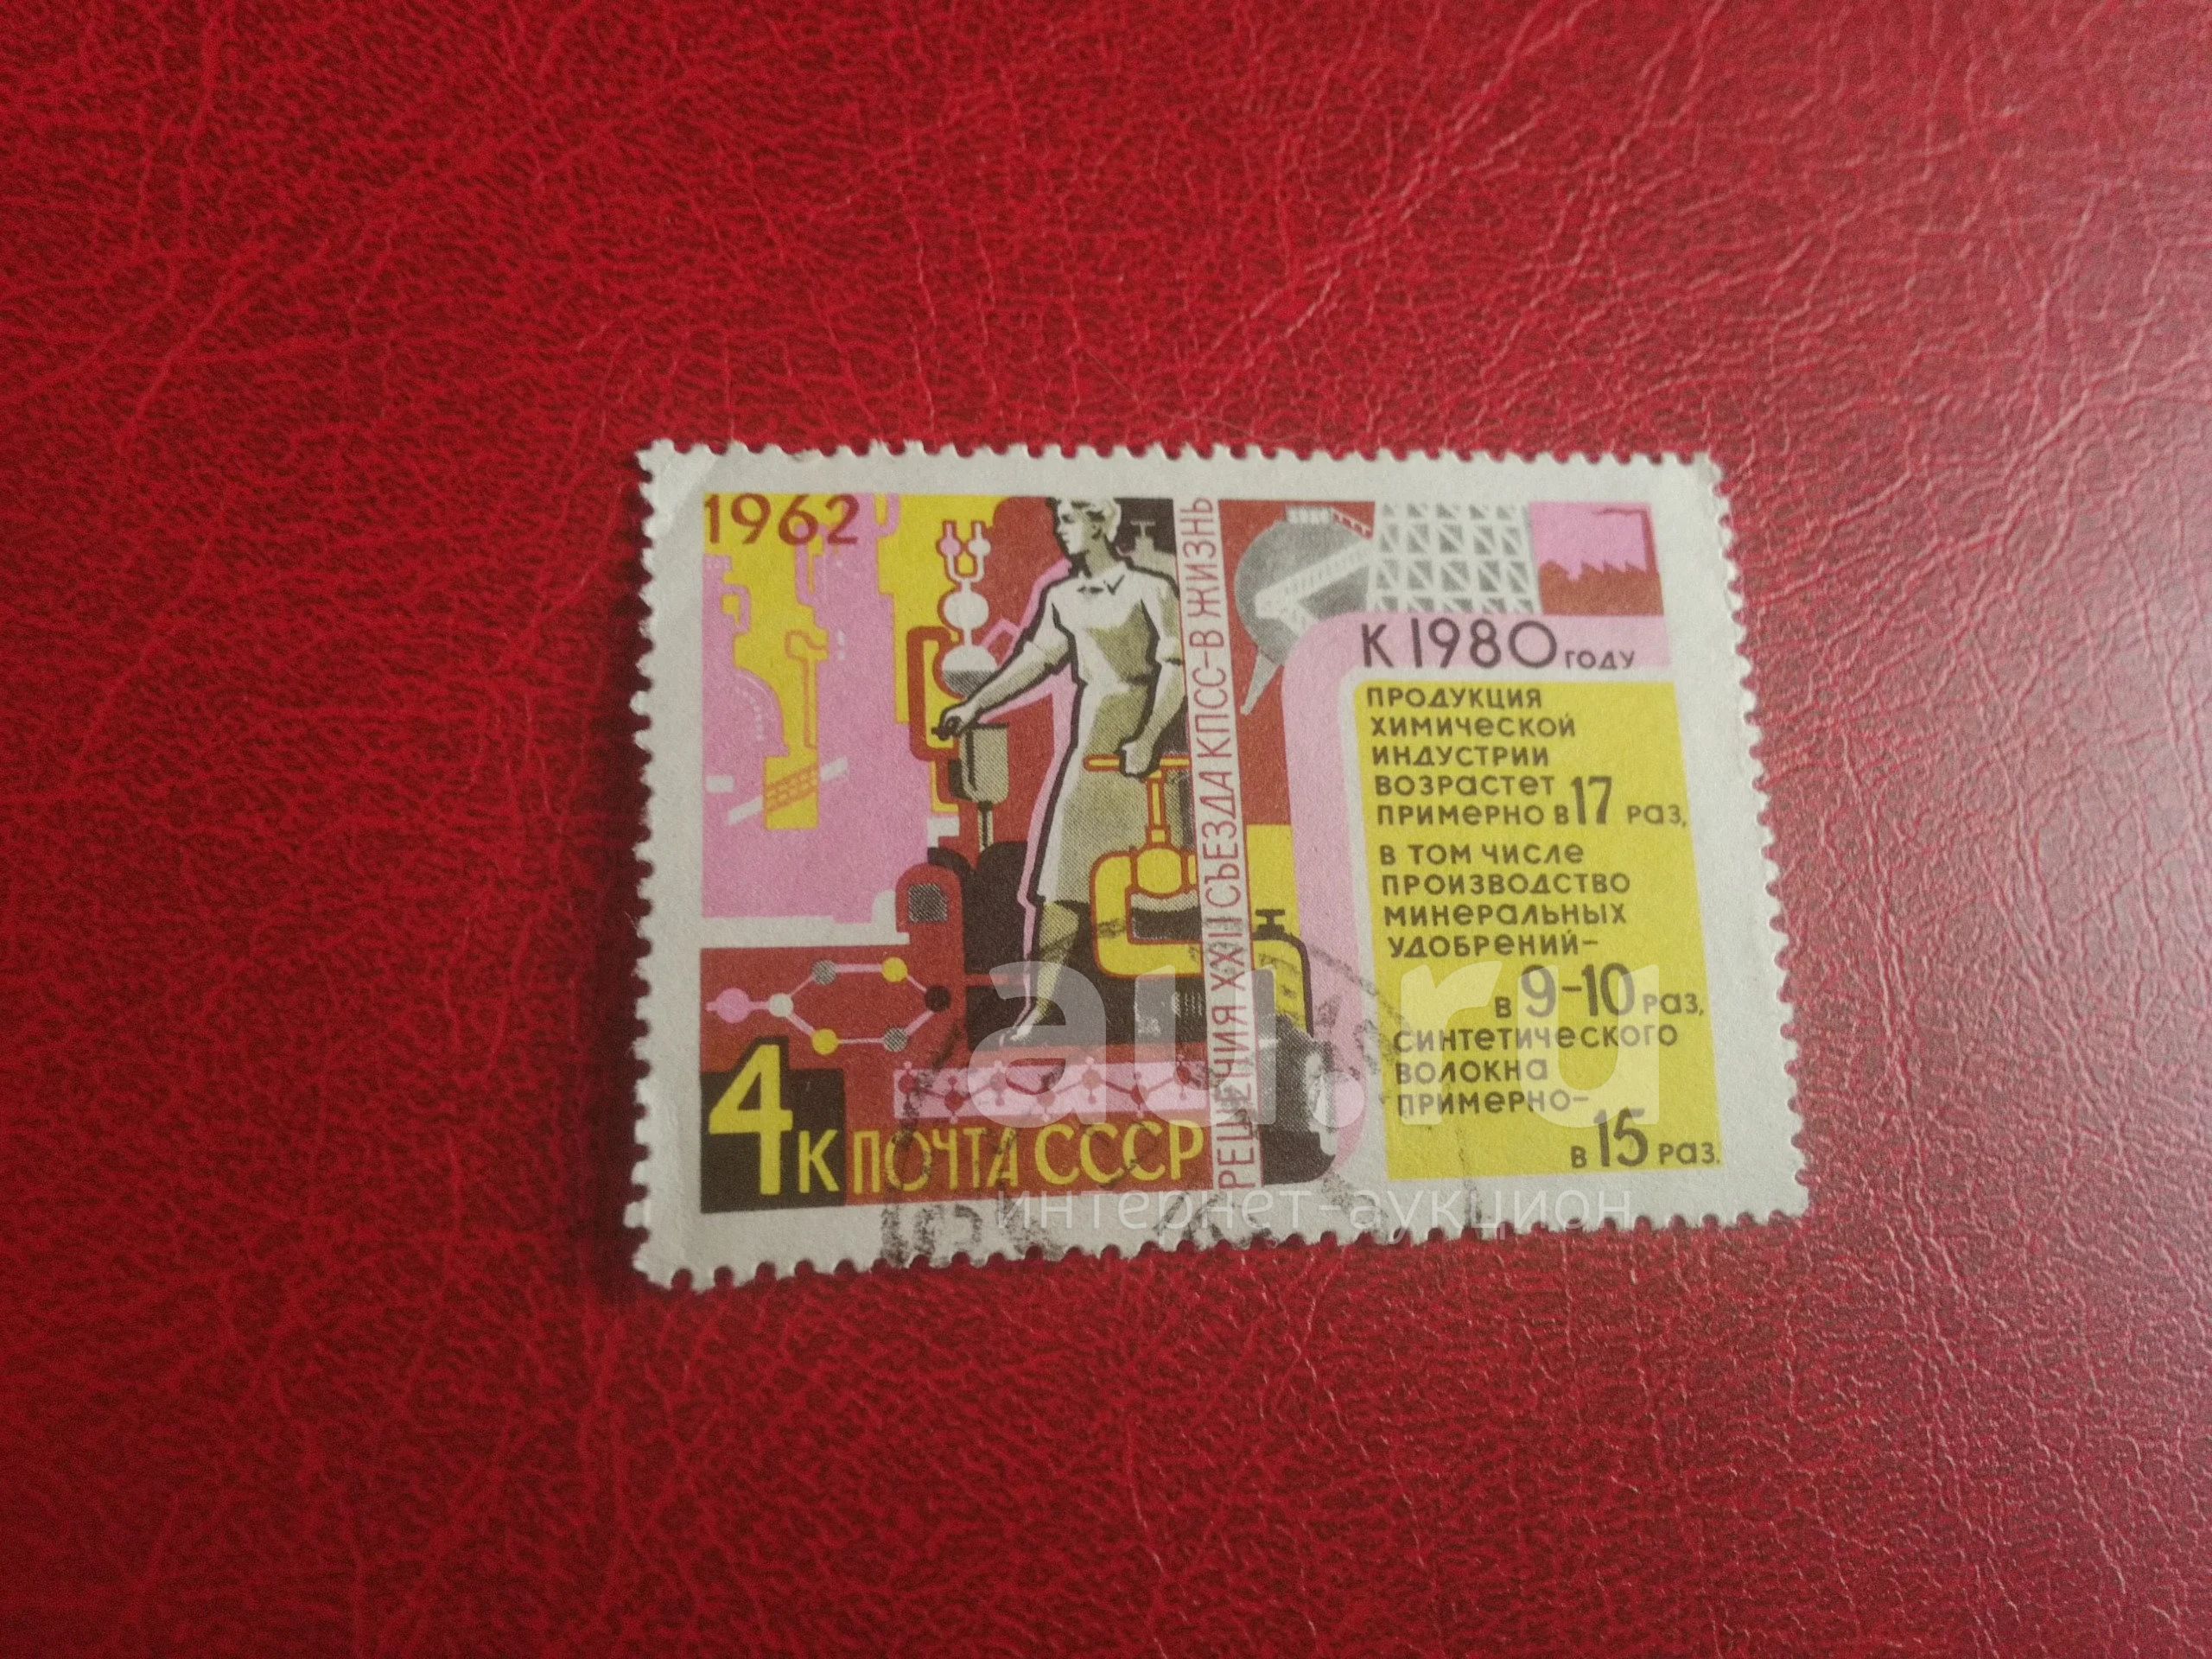 1962
РЕШЕНИЯ XXII СЪЕЗДА КПСС-В ЖИЗНЬ
К 1980 ГОДУ
ПРОДУКЦИЯ
ХИМИЧЕСКОЙ
ИНДУСТРИИ
ВОЗРАСТЕТ
ПРИМЕРНО В 17 РАЗ,
В ТОМ ЧИСЛЕ
ПРОИЗВОДСТВО
МИНЕРАЛЬНЫХ
УДОБРЕНИЙ-
В 9-10 РАЗ,
СИНТЕТИЧЕСКОГО
ВОЛОКНА
ПРИМЕРНО-
В 15 РАЗ.
4К ПОЧТА СССР
au.ru
интернет-аукцион